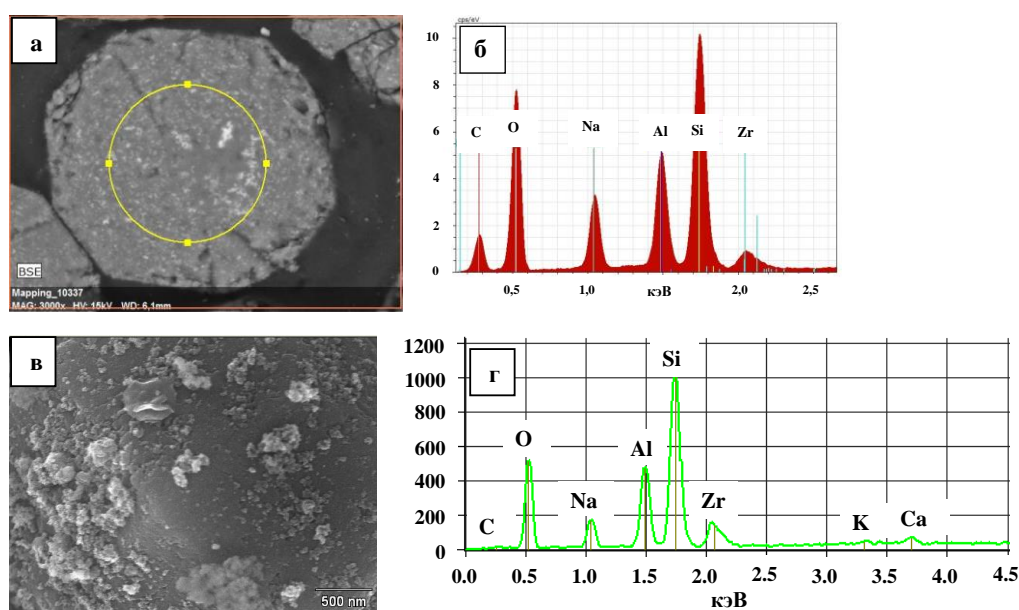 а
BSE
Mapping_10337
MAG: 3000x HV: 15kV WD: 6,1mm
б
cps/eV
10
8
6
4
2
0
C O Na Al Si Zr
0,5 1,0 кэВ 2,0 2,5
в
500 nm
г
1200
1000
800
600
400
200
0
C O Na Al Si Zr K Ca
0.0 0.5 1.0 1.5 2.0 2.5 3.0 3.5 4.0 4.5
кэВ